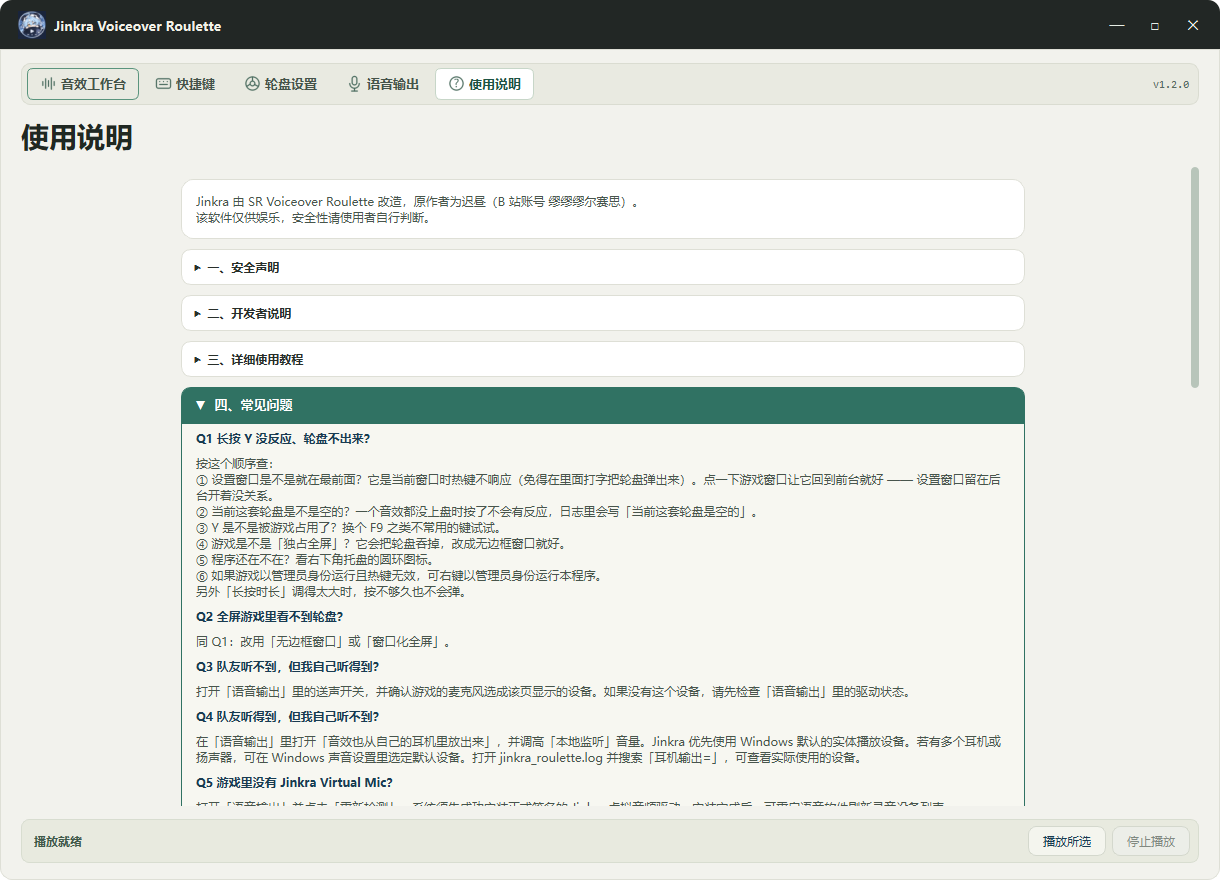 Jinkra Voiceover Roulette
音效工作台 快捷键 轮盘设置 语音输出 使用说明 v1.2.0
使用说明
Jinkra 由 SR Voiceover Roulette 改造，原作者为迟昼（B 站账号 缪缪缪尔赛思）。
该软件仅供娱乐，安全性请使用者自行判断。
▸ 一、安全声明
▸ 二、开发者说明
▸ 三、详细使用教程
▼ 四、常见问题
Q1 长按 Y 没反应、轮盘不出来？
按这个顺序查：
① 设置窗口是不是就在最前面？它是当前窗口时热键不响应（免得在里面打字把轮盘弹出来）。点一下游戏窗口让它回到前台就好 —— 设置窗口留在后
台开着没关系。
② 当前这套轮盘是不是空的？一个音效都没上盘时按了不会有反应，日志里会写「当前这套轮盘是空的」。
③ Y 是不是被游戏占用了？换个 F9 之类不常用的键试试。
④ 游戏是不是「独占全屏」？它会把轮盘吞掉，改成无边框窗口就好。
⑤ 程序还在不在？看右下角托盘的圆环图标。
⑥ 如果游戏以管理员身份运行且热键无效，可右键以管理员身份运行本程序。
另外「长按时长」调得太大时，按不够久也不会弹。
Q2 全屏游戏里看不到轮盘？
同 Q1：改用「无边框窗口」或「窗口化全屏」。
Q3 队友听不到，但我自己听得到？
打开「语音输出」里的送声开关，并确认游戏的麦克风选成该页显示的设备。如果没有这个设备，请先检查「语音输出」里的驱动状态。
Q4 队友听得到，但我自己听不到？
在「语音输出」里打开「音效也从自己的耳机里放出来」，并调高「本地监听」音量。Jinkra 优先使用 Windows 默认的实体播放设备。若有多个耳机或
扬声器，可在 Windows 声音设置里选定默认设备。打开 jinkra_roulette.log 并搜索「耳机输出=」，可查看实际使用的设备。
Q5 游戏里没有 Jinkra Virtual Mic?
播放就绪 播放所选 停止播放